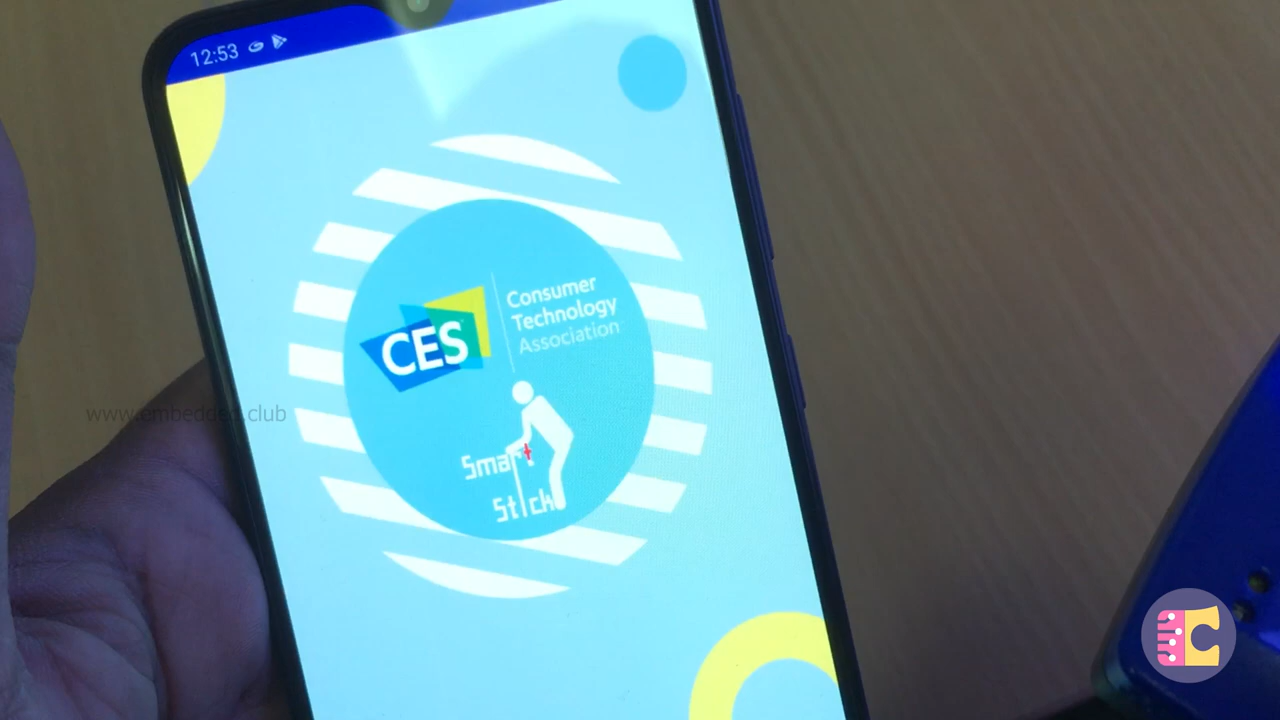 12:53
CES
Consumer
Technology
Association
Smart
Stick
www.embedded.club